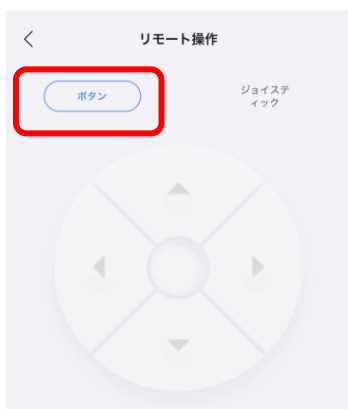 リモート操作
ボタン
ジョイステ
ィック